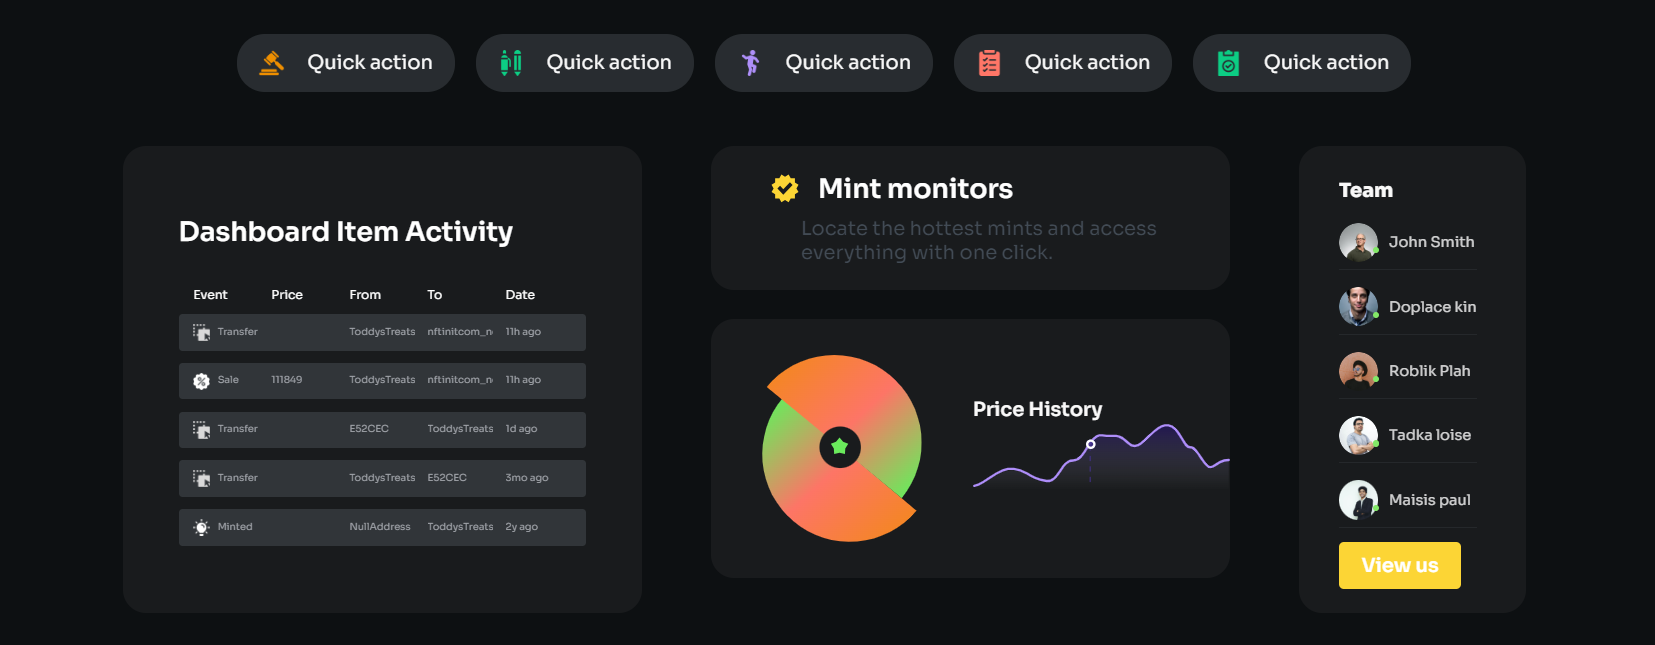 Quick action
Quick action
Quick action
Quick action
Quick action
Dashboard Item Activity
Event Price From To Date
Transfer ToddysTreats nftinitcom_n 11h ago
Sale 111849 ToddysTreats nftinitcom_n 11h ago
Transfer E52CEC ToddysTreats 1d ago
Transfer ToddysTreats E52CEC 3mo ago
Minted NullAddress ToddysTreats 2y ago
Mint monitors
Locate the hottest mints and access
everything with one click.
Price History
Team
John Smith
Doplace kin
Roblik Plah
Tadka loise
Maisis paul
View us